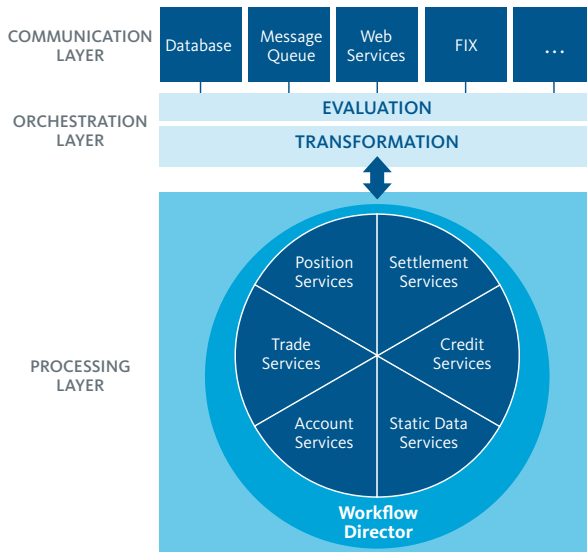 COMMUNICATION
LAYER
Database
Message
Queue
Web
Services
FIX
...
ORCHESTRATION
LAYER
EVALUATION
TRANSFORMATION
PROCESSING
LAYER
Position
Services
Settlement
Services
Trade
Services
Credit
Services
Account
Services
Static Data
Services
Workflow
Director